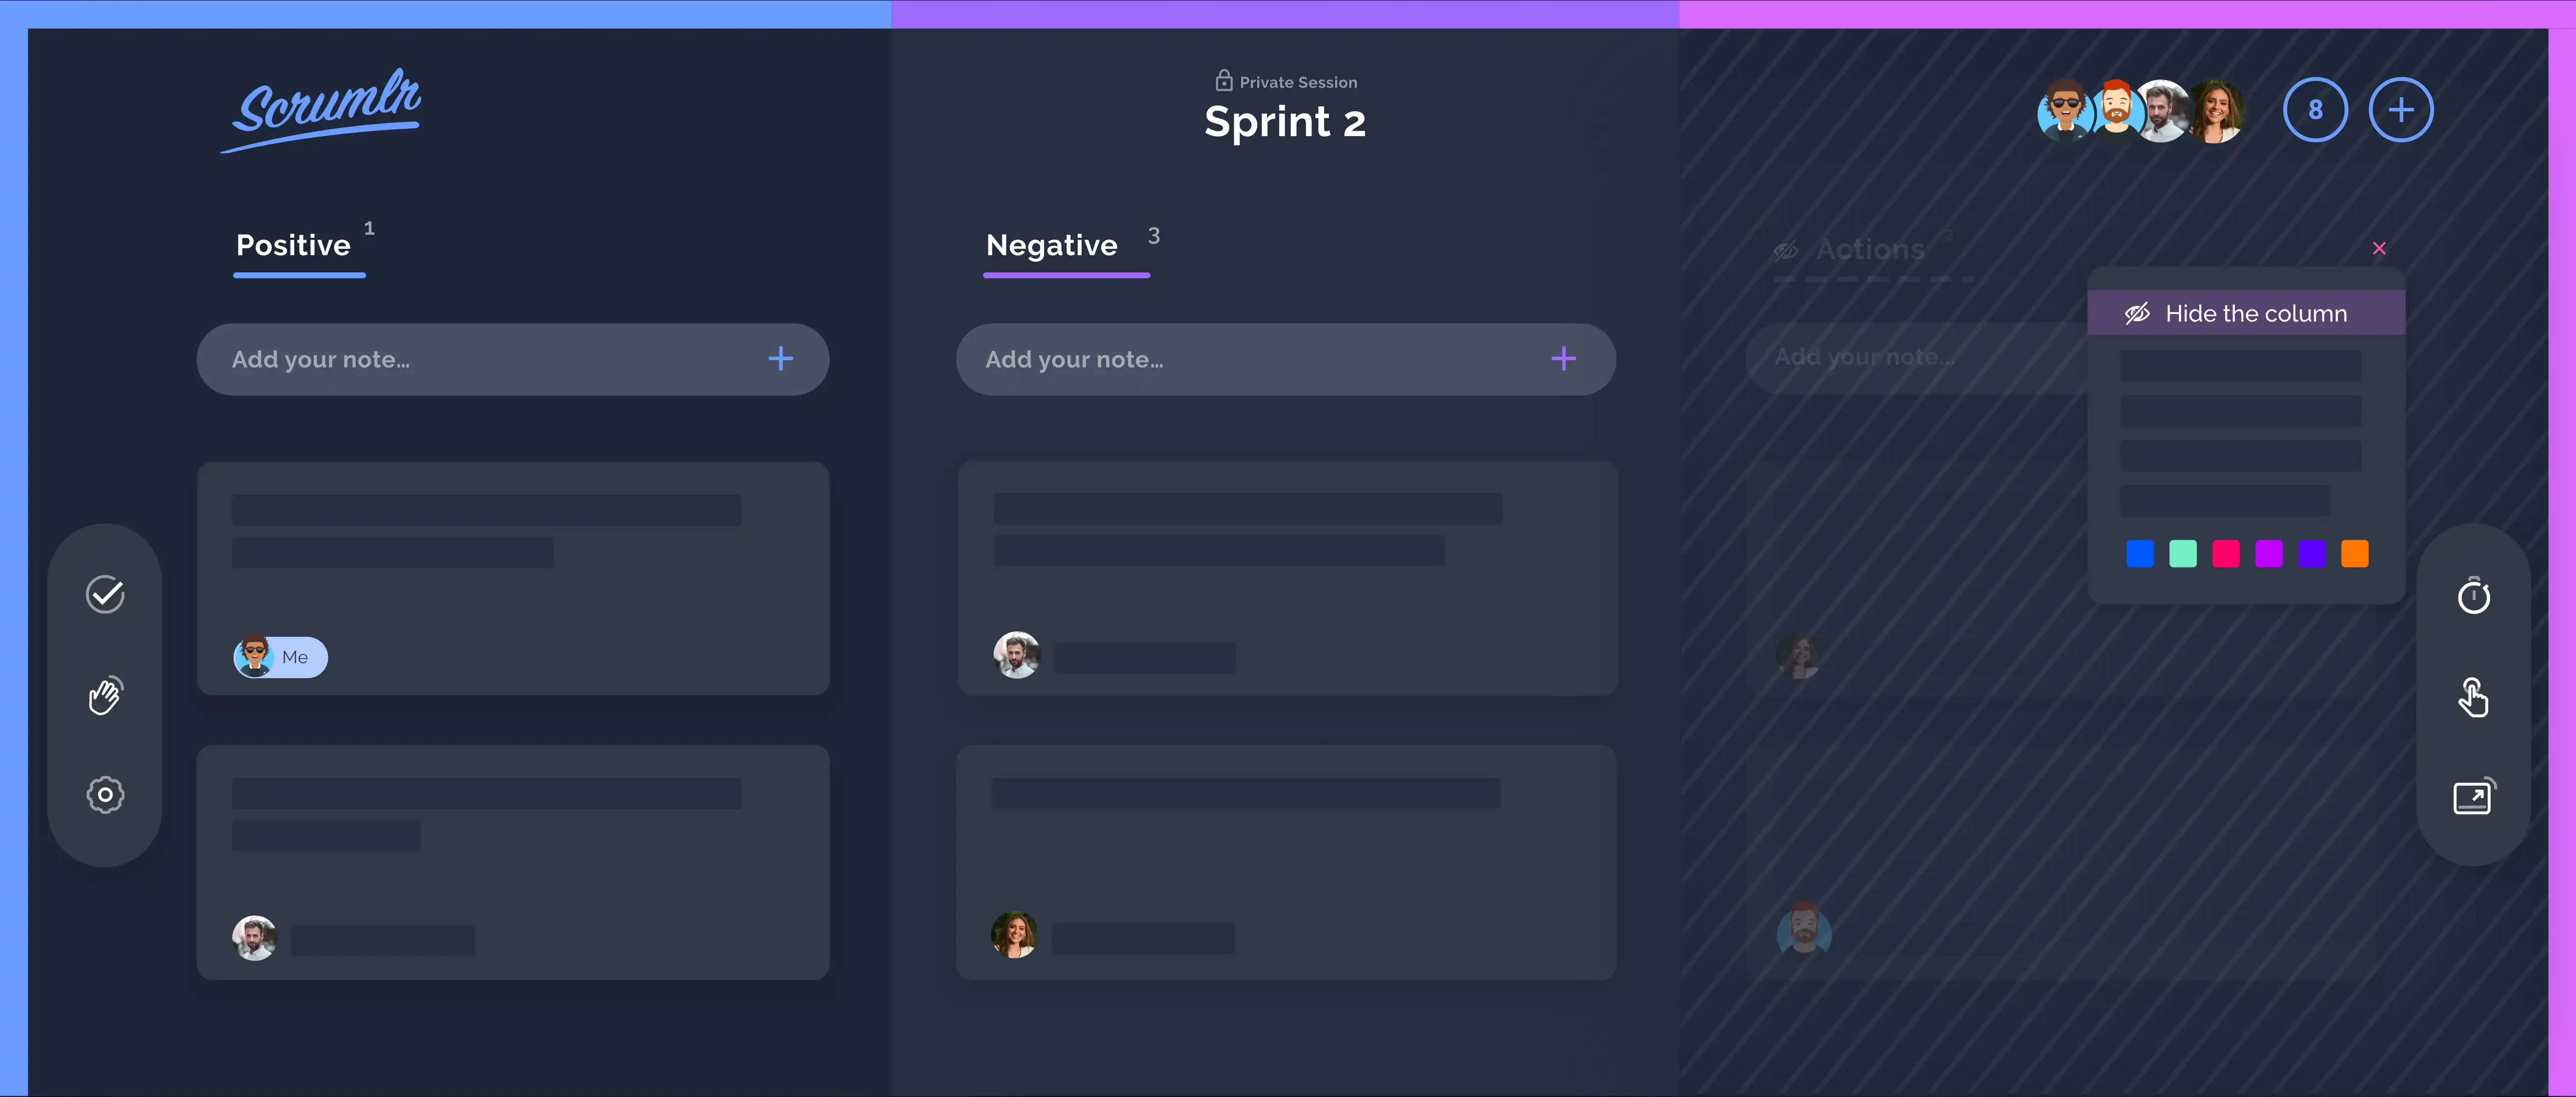 Scrumlr
Private Session
Sprint 2
8
Positive 1
Negative 3
Actions 2
Hide the column
Add your note...
Add your note...
Add your note...
Me